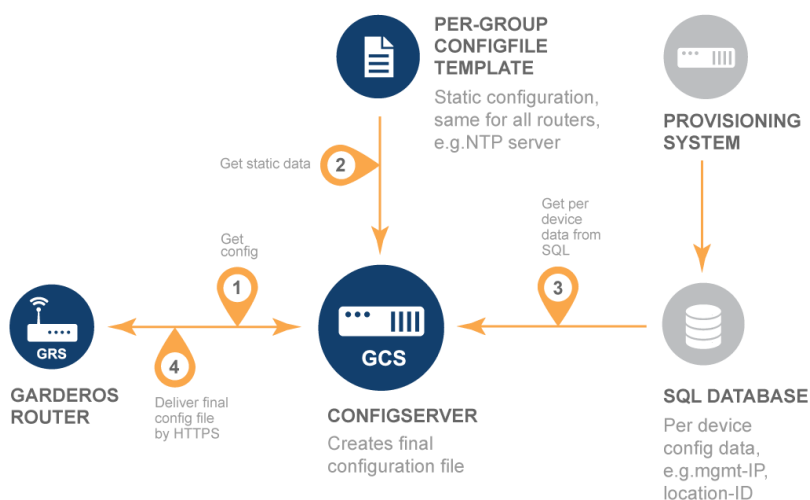 PER-GROUP
CONFIGFILE
TEMPLATE
Static configuration,
same for all routers,
e.g.NTP server
PROVISIONING
SYSTEM
Get static data
2
Get per
device
data from
SQL
3
Get
config
1
GRS
GARDEROS
ROUTER
4
Deliver final
config file
by HTTPS
GCS
CONFIGSERVER
Creates final
configuration file
SQL DATABASE
Per device
config data,
e.g.mgmt-IP,
location-ID